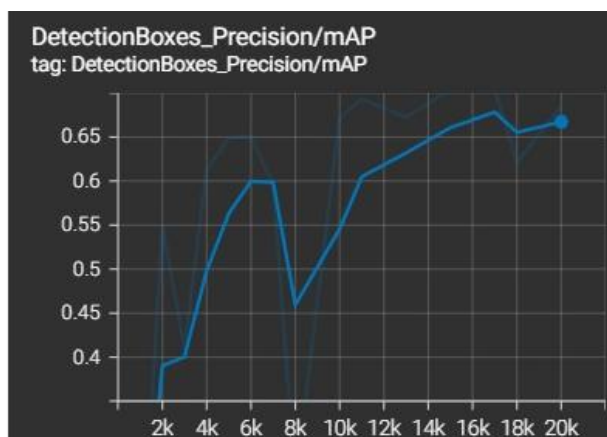 DetectionBoxes_Precision/mAP
tag: DetectionBoxes_Precision/mAP
0.65
0.6
0.55
0.5
0.45
0.4
2k 4k 6k 8k 10k 12k 14k 16k 18k 20k